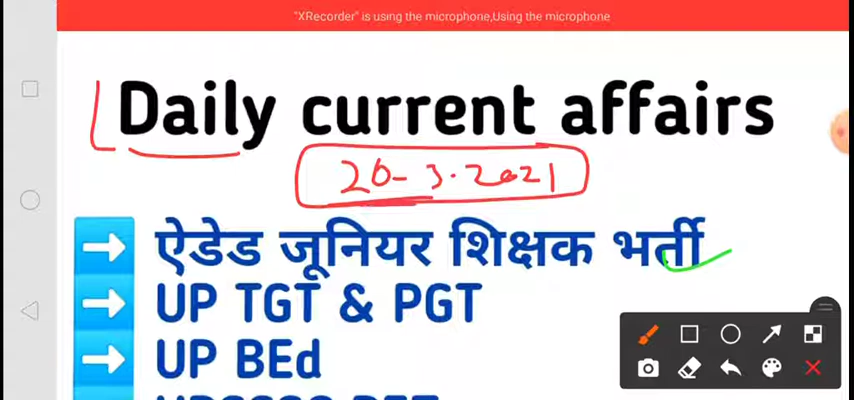 "XRecorder" is using the microphone,Using the microphone
Daily current affairs
20-3.2021
ऐडेड जूनियर शिक्षक भर्ती
UP TGT & PGT
UP BEd